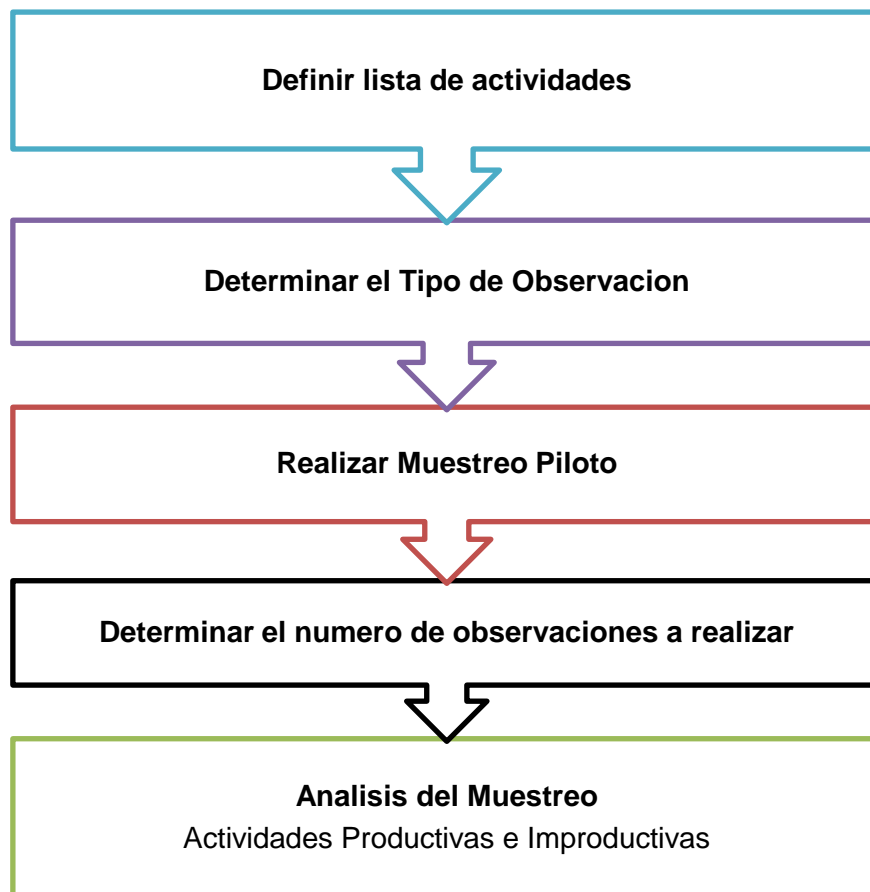 Definir lista de actividades
Determinar el Tipo de Observacion
Realizar Muestreo Piloto
Determinar el numero de observaciones a realizar
Analisis del Muestreo
Actividades Productivas e Improductivas